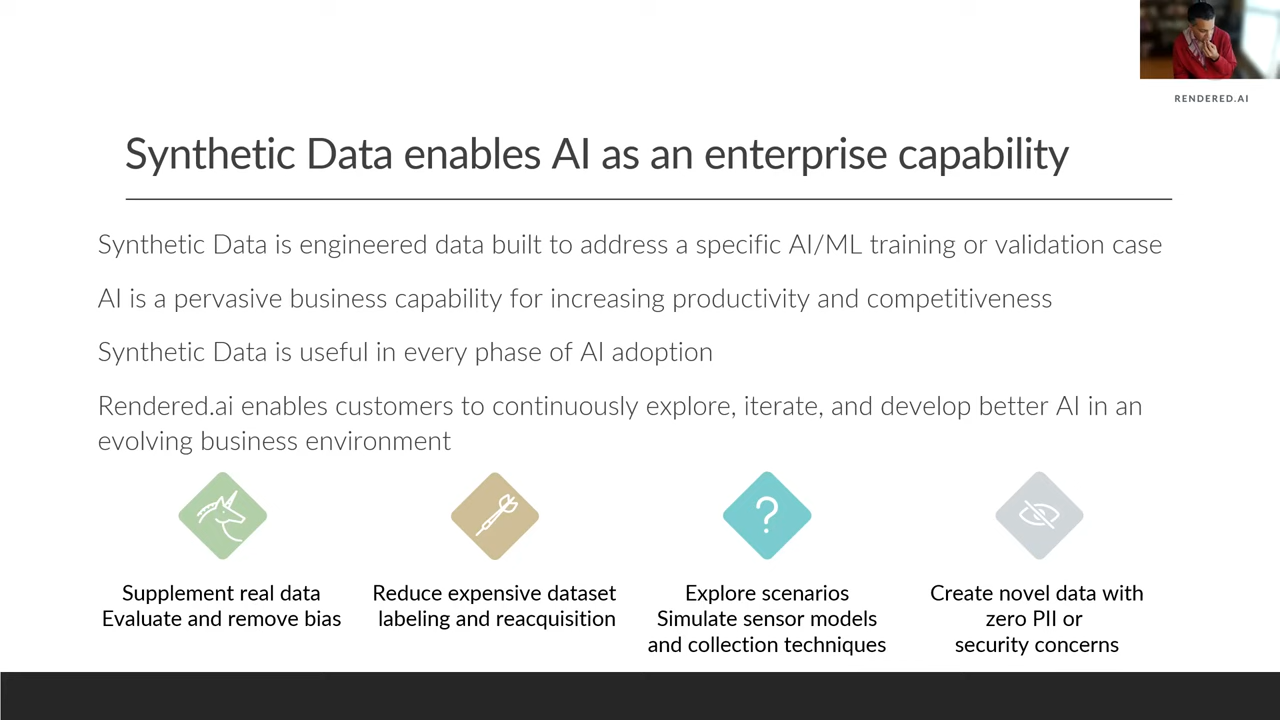 RENDERED.AI
Synthetic Data enables AI as an enterprise capability
Synthetic Data is engineered data built to address a specific AI/ML training or validation case
AI is a pervasive business capability for increasing productivity and competitiveness
Synthetic Data is useful in every phase of AI adoption
Rendered.ai enables customers to continuously explore, iterate, and develop better AI in an
evolving business environment
Supplement real data
Evaluate and remove bias
Reduce expensive dataset
labeling and reacquisition
Explore scenarios
Simulate sensor models
and collection techniques
Create novel data with
zero PII or
security concerns